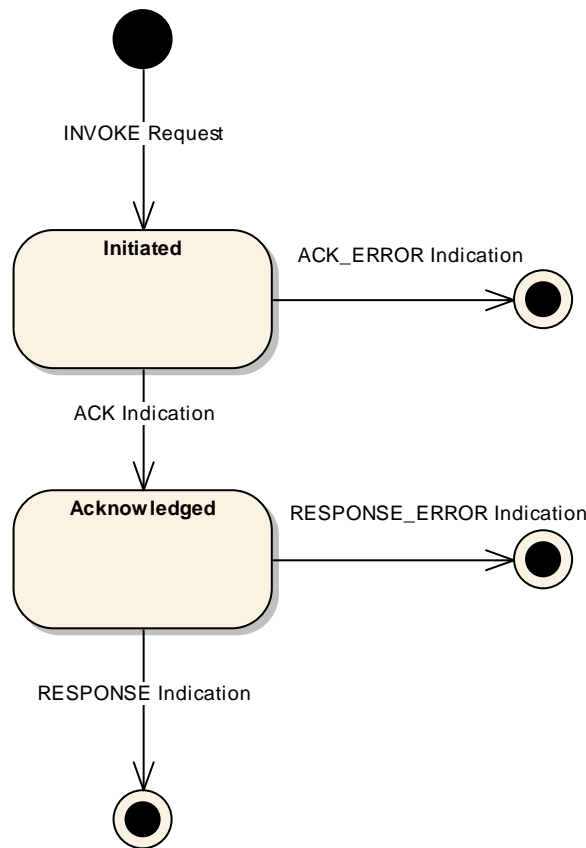 INVOKE Request
Initiated
ACK_ERROR Indication
ACK Indication
Acknowledged
RESPONSE_ERROR Indication
RESPONSE Indication